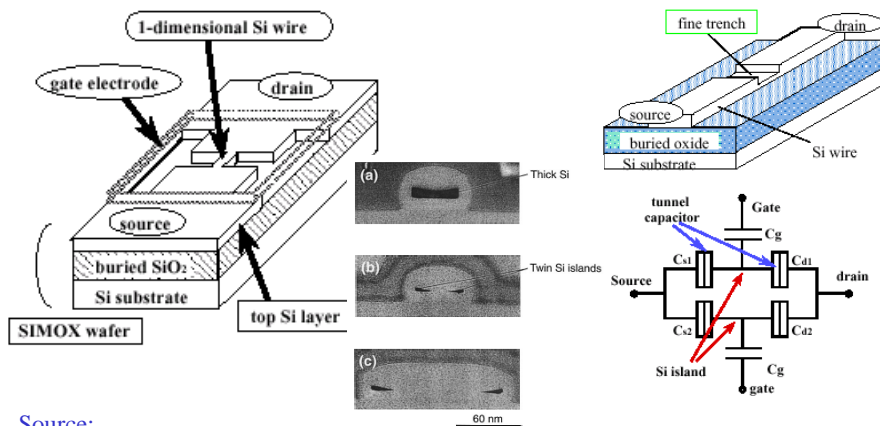 1-dimensional Si wire
gate electrode
drain
source
buried SiO₂
Si substrate
SIMOX wafer
top Si layer
Source:
(a)
Thick Si
(b)
Twin Si islands
(c)
60 nm
fine trench
drain
source
buried oxide
Si substrate
Si wire
tunnel
capacitor
Gate
Cg
Cs1
Cd1
Source
drain
Cs2
Cd2
Si island
Cg
gate